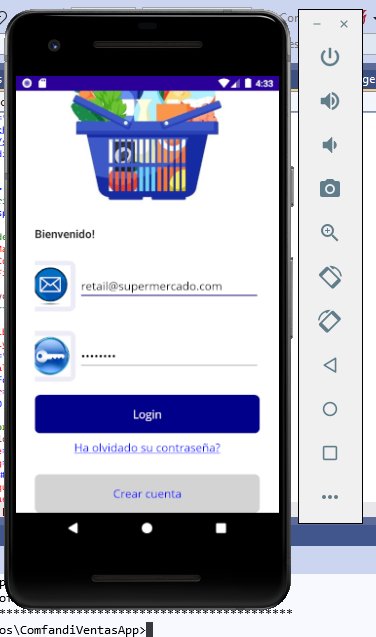 4:33
Bienvenido!
retail@supermercado.com
••••••••
Login
Ha olvidado su contraseña?
Crear cuenta
**************************************
os\ComfandiVentasApp>